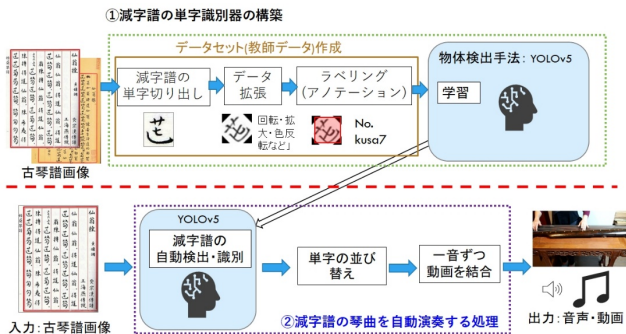 ①減字譜の単字識別器の構築
データセット(教師データ)作成
減字譜の
単字切り出し
データ
拡張
ラベリング
(アノテーション)
回転・拡
大・色反
転など」
No.
kusa7
物体検出手法：YOLOv5
学習
古琴譜画像
YOLOv5
減字譜の
自動検出・識別
単字の並び
替え
一音ずつ
動画を結合
②減字譜の琴曲を自動演奏する処理
入力：古琴譜画像
出力：音声・動画